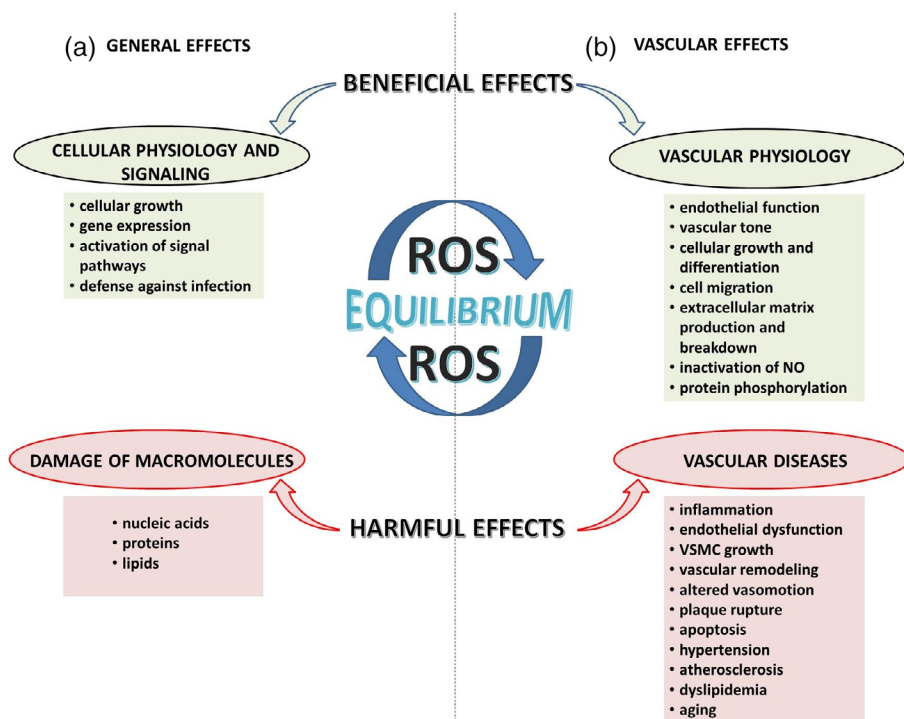 (a) GENERAL EFFECTS
(b) VASCULAR EFFECTS
BENEFICIAL EFFECTS
CELLULAR PHYSIOLOGY AND
SIGNALING
• cellular growth
• gene expression
• activation of signal
pathways
• defense against infection
VASCULAR PHYSIOLOGY
• endothelial function
• vascular tone
• cellular growth and
differentiation
• cell migration
• extracellular matrix
production and
breakdown
• inactivation of NO
• protein phosphorylation
ROS
EQUILIBRIUM
ROS
DAMAGE OF MACROMOLECULES
• nucleic acids
• proteins
• lipids
HARMFUL EFFECTS
VASCULAR DISEASES
• inflammation
• endothelial dysfunction
• VSMC growth
• vascular remodeling
• altered vasomotion
• plaque rupture
• apoptosis
• hypertension
• atherosclerosis
• dyslipidemia
• aging